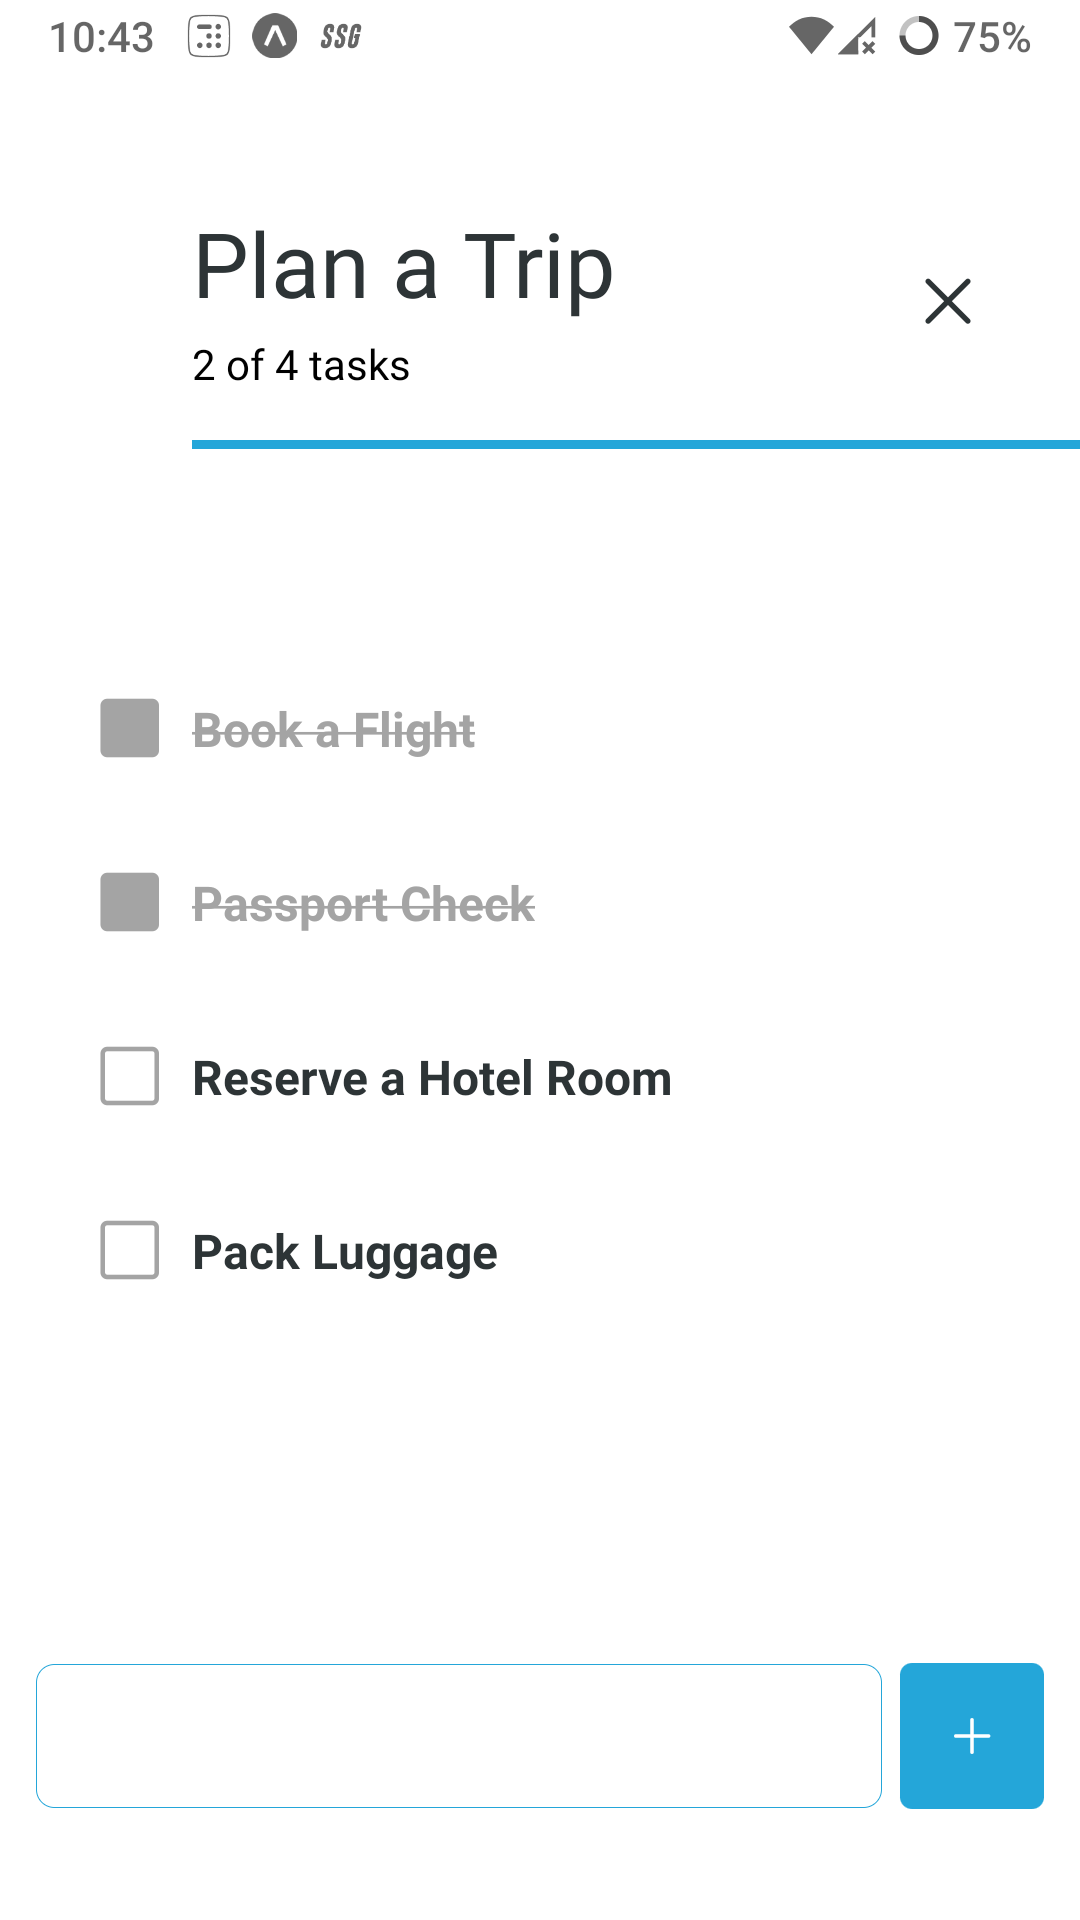 10:43 SSG 75%
Plan a Trip
2 of 4 tasks
Book a Flight
Passport Check
Reserve a Hotel Room
Pack Luggage